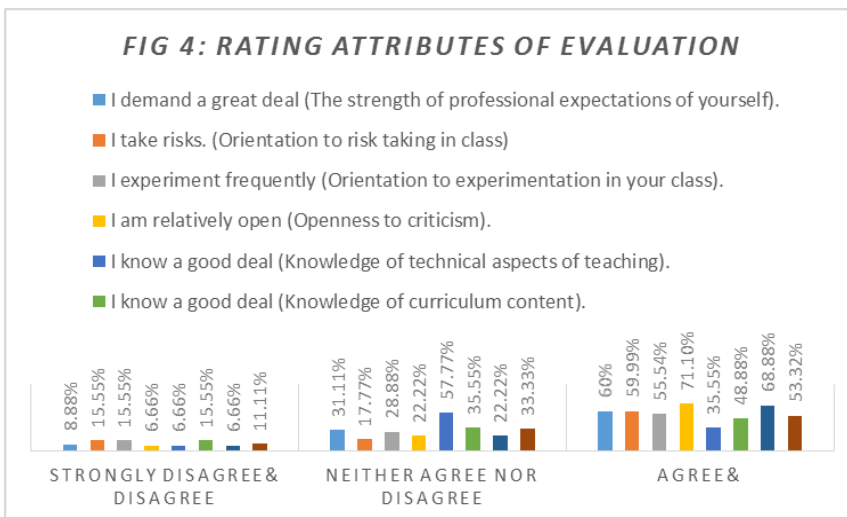 FIG 4: RATING ATTRIBUTES OF EVALUATION
I demand a great deal (The strength of professional expectations of yourself).
I take risks. (Orientation to risk taking in class)
I experiment frequently (Orientation to experimentation in your class).
I am relatively open (Openness to criticism).
I know a good deal (Knowledge of technical aspects of teaching).
I know a good deal (Knowledge of curriculum content).
8.88% 15.55% 15.55% 6.66% 6.66% 15.55% 6.66% 11.11%
31.11% 17.77% 28.88% 22.22% 57.77% 35.55% 22.22% 33.33%
60% 59.99% 55.54% 71.10% 35.55% 48.88% 68.88% 53.32%
STRONGLY DISAGREE&
DISAGREE
NEITHER AGREE NOR
DISAGREE
AGREE&